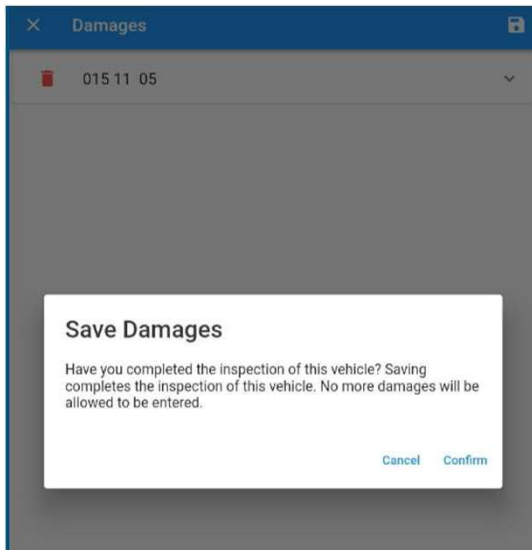 Damages
015 11 05
Save Damages
Have you completed the inspection of this vehicle? Saving
completes the inspection of this vehicle. No more damages will be
allowed to be entered.
Cancel Confirm